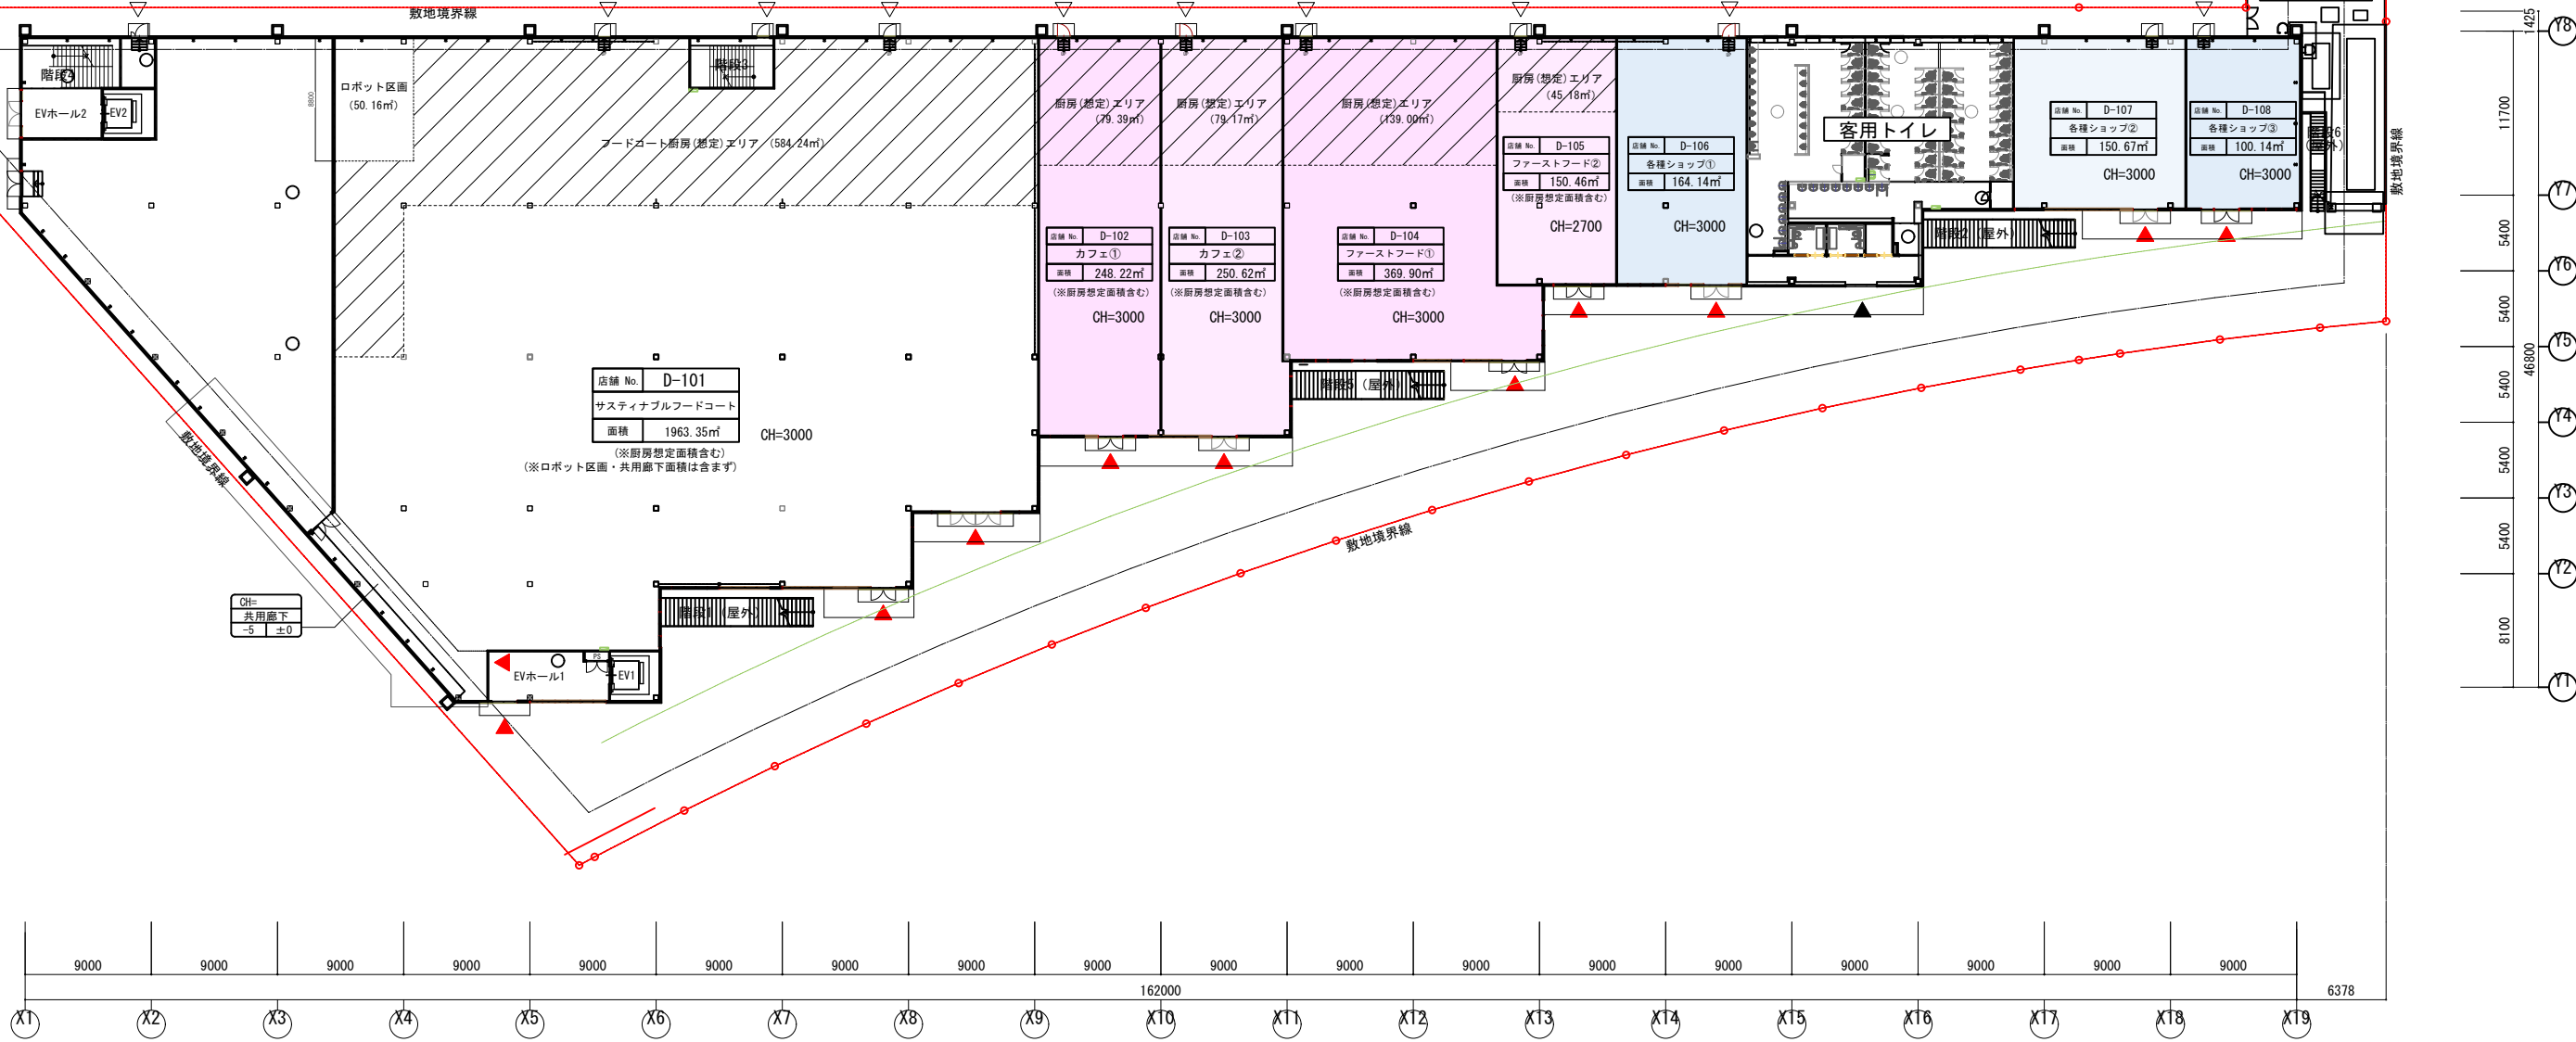 敷地境界線
1425
Y8
階段4
EVホール2
EV2
8800
ロボット区画
(50.16㎡)
階段3
フードコート厨房(想定)エリア (584.24㎡)
厨房(想定)エリア
(79.39㎡)
厨房(想定)エリア
(79.17㎡)
厨房(想定)エリア
(139.00㎡)
厨房(想定)エリア
(45.18㎡)
店舗 No. D-105
ファーストフード②
面積 150.46㎡
(※厨房想定面積含む)
CH=2700
店舗 No. D-106
各種ショップ①
面積 164.14㎡
CH=3000
客用トイレ
店舗 No. D-107
各種ショップ②
面積 150.67㎡
CH=3000
店舗 No. D-108
各種ショップ③
面積 100.14㎡
CH=3000
階段6
(屋外)
敷地境界線
11700
Y7
店舗 No. D-102
カフェ①
面積 248.22㎡
(※厨房想定面積含む)
CH=3000
店舗 No. D-103
カフェ②
面積 250.62㎡
(※厨房想定面積含む)
CH=3000
店舗 No. D-104
ファーストフード①
面積 369.90㎡
(※厨房想定面積含む)
CH=3000
階段2 (屋外)
5400
Y6
5400
Y5
46800
階段5 (屋外)
5400
Y4
店舗 No. D-101
サスティナブルフードコート
面積 1963.35㎡
(※厨房想定面積含む)
(※ロボット区画・共用廊下面積は含まず)
CH=3000
敷地境界線
5400
Y3
敷地境界線
5400
Y2
CH=
共用廊下
-5 ±0
階段1 (屋外)
8100
EVホール1
PS
EV1
Y1
9000 9000 9000 9000 9000 9000 9000 9000 9000 9000 9000 9000 9000 9000 9000 9000 9000 9000
162000
6378
X1 X2 X3 X4 X5 X6 X7 X8 X9 X10 X11 X12 X13 X14 X15 X16 X17 X18 X19